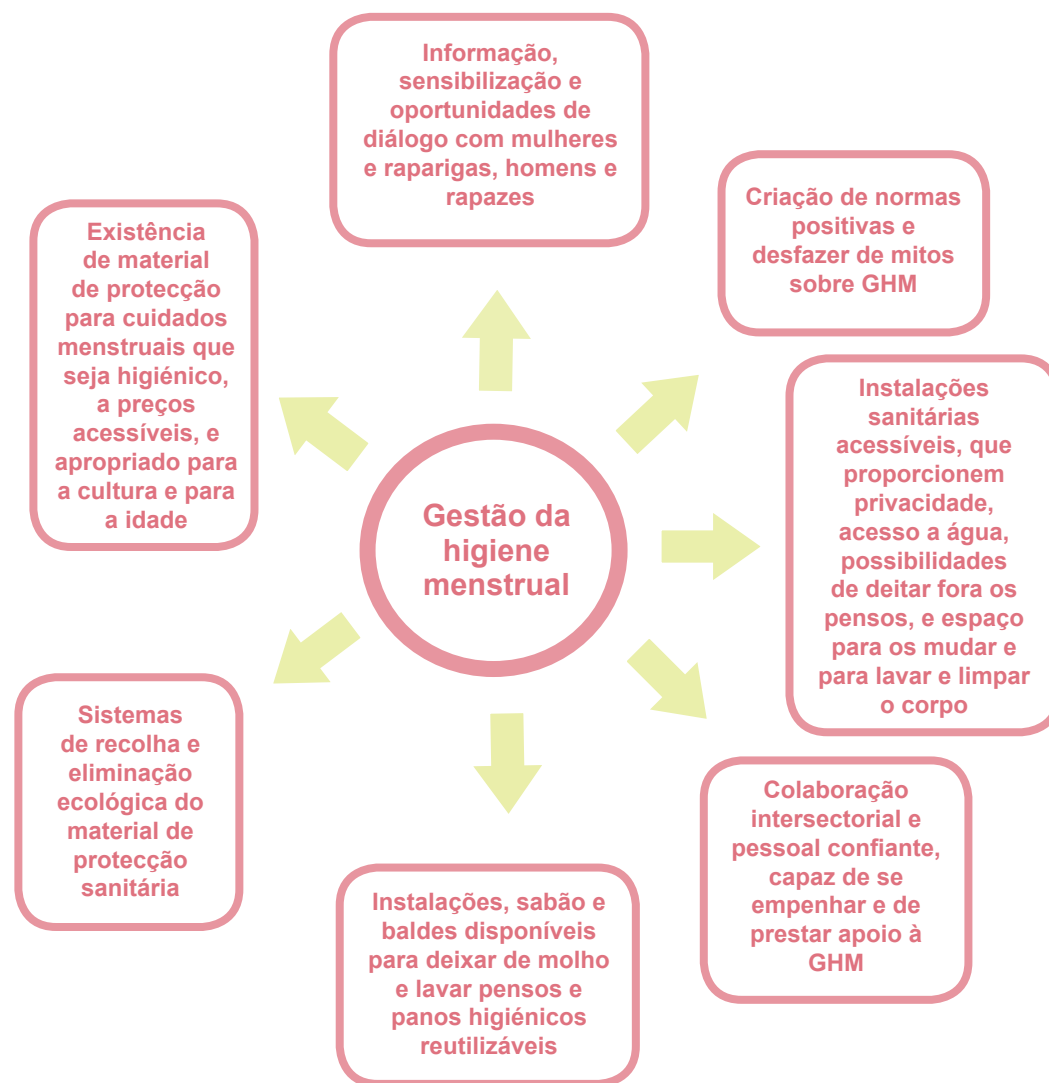 Informação,
sensibilização e
oportunidades de
diálogo com mulheres
e raparigas, homens e
rapazes
Criação de normas
positivas e
desfazer de mitos
sobre GHM
Existência
de material
de protecção
para cuidados
menstruais que
seja higiénico,
a preços
acessíveis, e
apropriado para
a cultura e para
a idade
Instalações
sanitárias
acessíveis, que
proporcionem
privacidade,
acesso a água,
possibilidades
de deitar fora os
pensos, e espaço
para os mudar e
para lavar e limpar
o corpo
Gestão da
higiene
menstrual
Sistemas
de recolha e
eliminação
ecológica do
material de
protecção
sanitária
Colaboração
intersectorial e
pessoal confiante,
capaz de se
empenhar e de
prestar apoio à
GHM
Instalações, sabão e
baldes disponíveis
para deixar de molho
e lavar pensos e
panos higiénicos
reutilizáveis